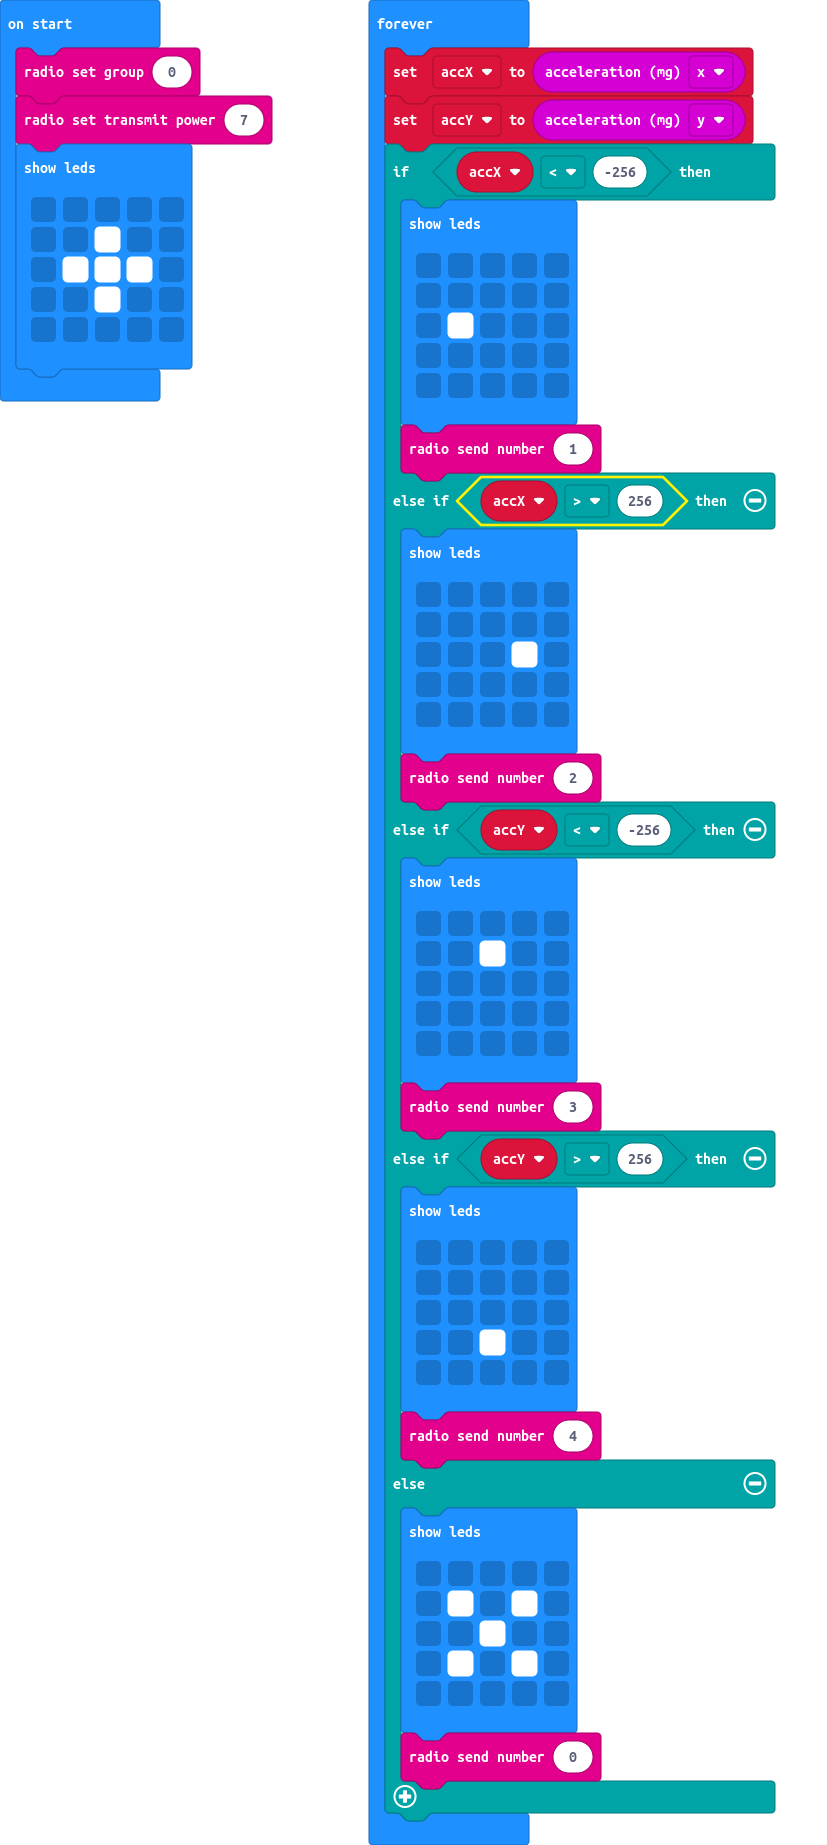 on start
radio set group 0
radio set transmit power 7
show leds
forever
set accX to acceleration (mg) x
set accY to acceleration (mg) y
if accX < -256 then
show leds
radio send number 1
else if accX > 256 then
show leds
radio send number 2
else if accY < -256 then
show leds
radio send number 3
else if accY > 256 then
show leds
radio send number 4
else
show leds
radio send number 0